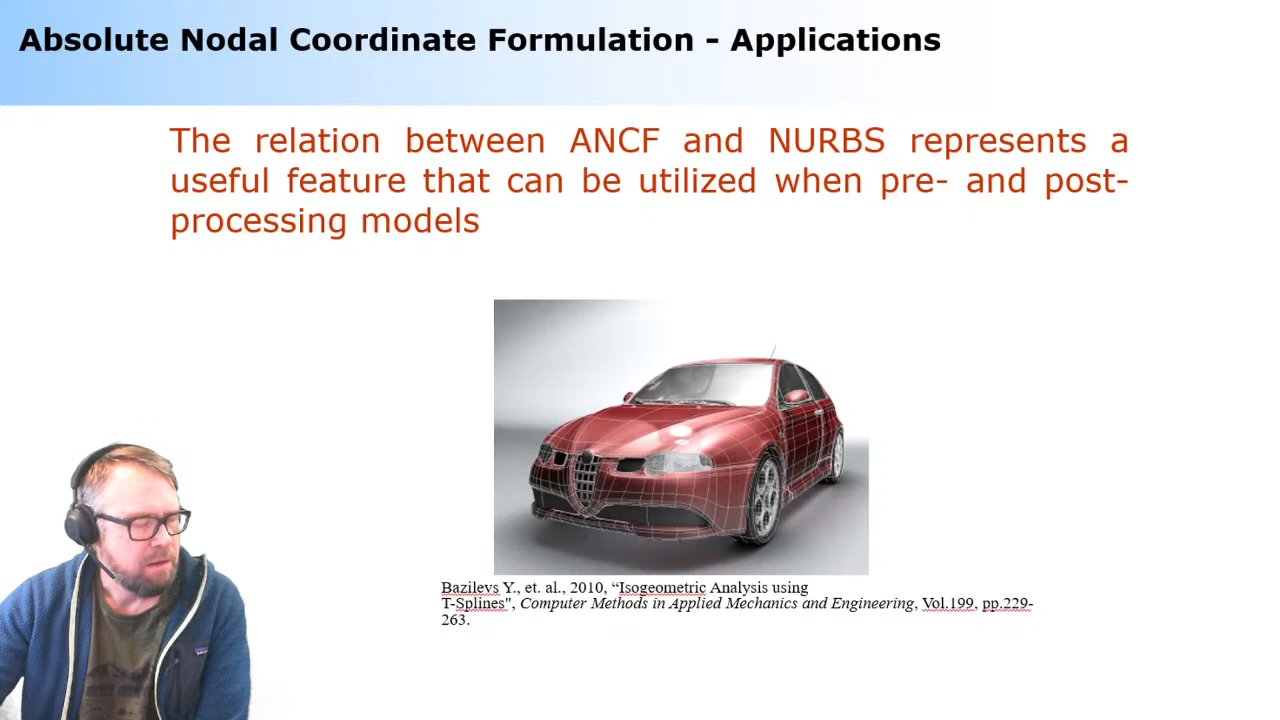 Absolute Nodal Coordinate Formulation – Applications
The relation between ANCF and NURBS represents a
useful feature that can be utilized when pre- and post-
processing models
Bazilevs Y., et. al., 2010, “Isogeometric Analysis using
T-Splines", Computer Methods in Applied Mechanics and Engineering, Vol.199, pp.229-
263.